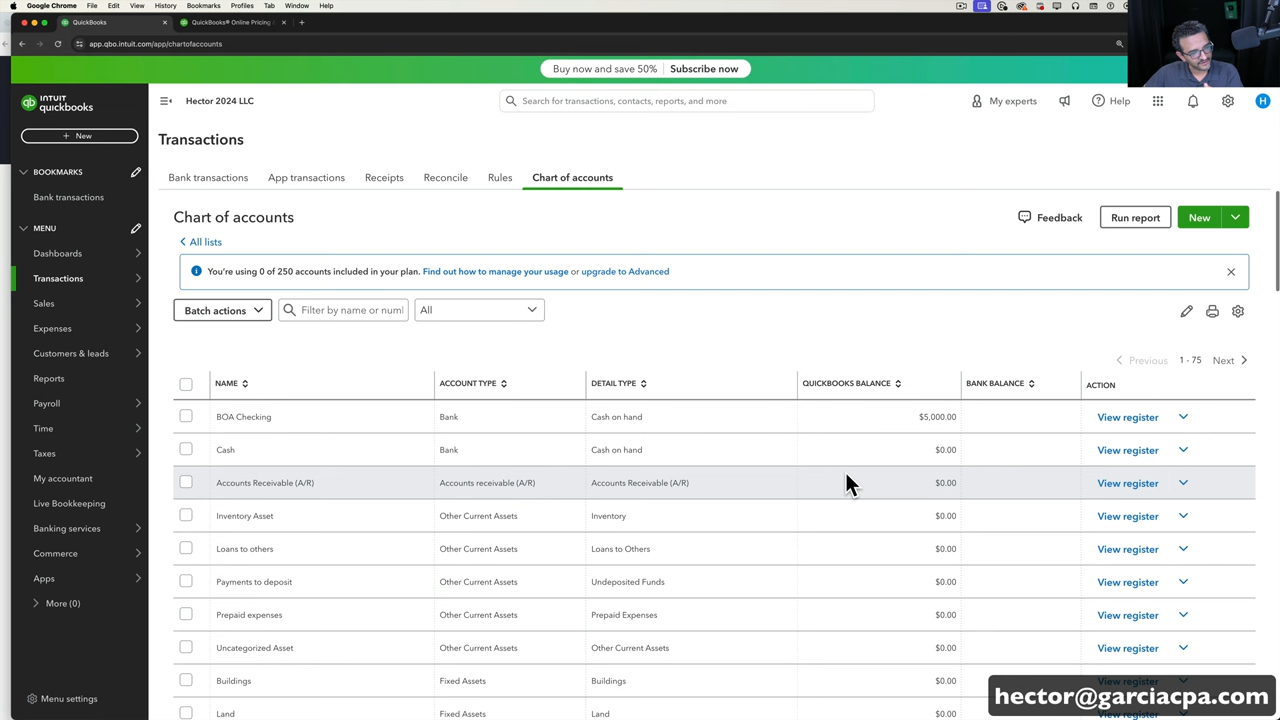 Google Chrome File Edit View History Bookmarks Profiles Tab Window Help
QuickBooks
QuickBooks® Online Pricing
app.qbo.intuit.com/app/chartofaccounts
Buy now and save 50% Subscribe now
INTUIT
quickbooks
Hector 2024 LLC
Search for transactions, contacts, reports, and more
My experts
Help
H
+ New
BOOKMARKS
Bank transactions
MENU
Dashboards
Transactions
Sales
Expenses
Customers & leads
Reports
Payroll
Time
Taxes
My accountant
Live Bookkeeping
Banking services
Commerce
Apps
More (0)
Menu settings
Transactions
Bank transactions App transactions Receipts Reconcile Rules Chart of accounts
Chart of accounts
Feedback
Run report
New
All lists
You're using 0 of 250 accounts included in your plan. Find out how to manage your usage or upgrade to Advanced
Batch actions
Filter by name or num
All
Previous 1 - 75 Next
NAME ACCOUNT TYPE DETAIL TYPE QUICKBOOKS BALANCE BANK BALANCE ACTION
BOA Checking Bank Cash on hand $5,000.00 View register
Cash Bank Cash on hand $0.00 View register
Accounts Receivable (A/R) Accounts receivable (A/R) Accounts Receivable (A/R) $0.00 View register
Inventory Asset Other Current Assets Inventory $0.00 View register
Loans to others Other Current Assets Loans to Others $0.00 View register
Payments to deposit Other Current Assets Undeposited Funds $0.00 View register
Prepaid expenses Other Current Assets Prepaid Expenses $0.00 View register
Uncategorized Asset Other Current Assets Other Current Assets $0.00 View register
Buildings Fixed Assets Buildings
Land Fixed Assets Land
hector@garciacpa.com